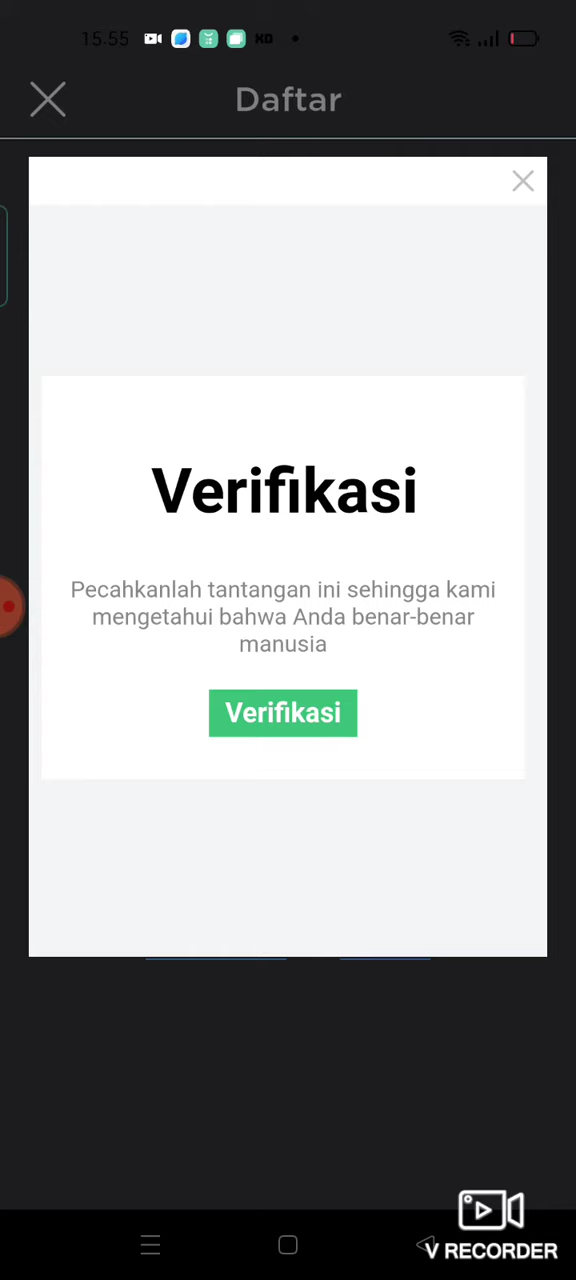 15.55
Daftar
Verifikasi
Pecahkanlah tantangan ini sehingga kami
mengetahui bahwa Anda benar-benar
manusia
Verifikasi
V RECORDER